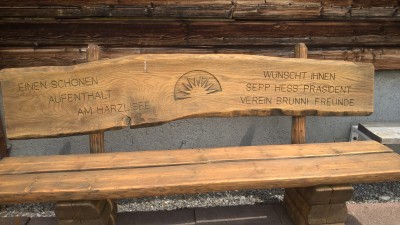 EINEN SCHÖNEN
AUFENTHALT
AM HÄRZLISEE
WÜNSCHT IHNEN
SEPP HESS PRÄSIDENT
VEREIN BRUNNI FREUNDE